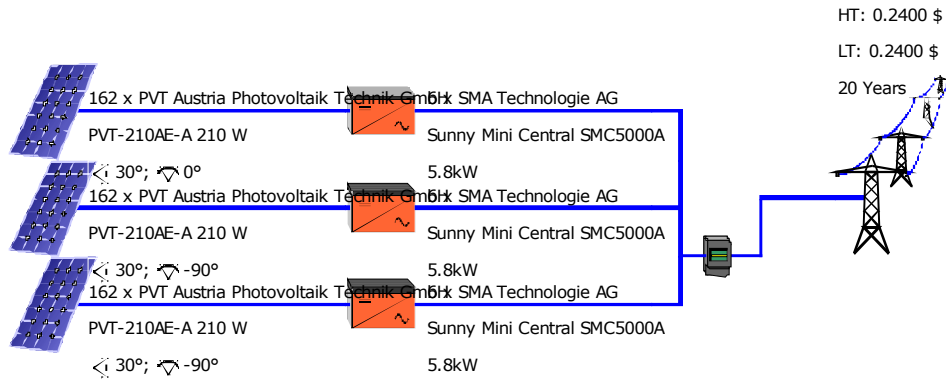 HT: 0.2400 $
LT: 0.2400 $
20 Years
162 x PVT Austria Photovoltaik Technik GmbH
6 x SMA Technologie AG
PVT-210AE-A 210 W
Sunny Mini Central SMC5000A
30°; 0°
5.8kW
162 x PVT Austria Photovoltaik Technik GmbH
6 x SMA Technologie AG
PVT-210AE-A 210 W
Sunny Mini Central SMC5000A
30°; -90°
5.8kW
162 x PVT Austria Photovoltaik Technik GmbH
6 x SMA Technologie AG
PVT-210AE-A 210 W
Sunny Mini Central SMC5000A
30°; -90°
5.8kW